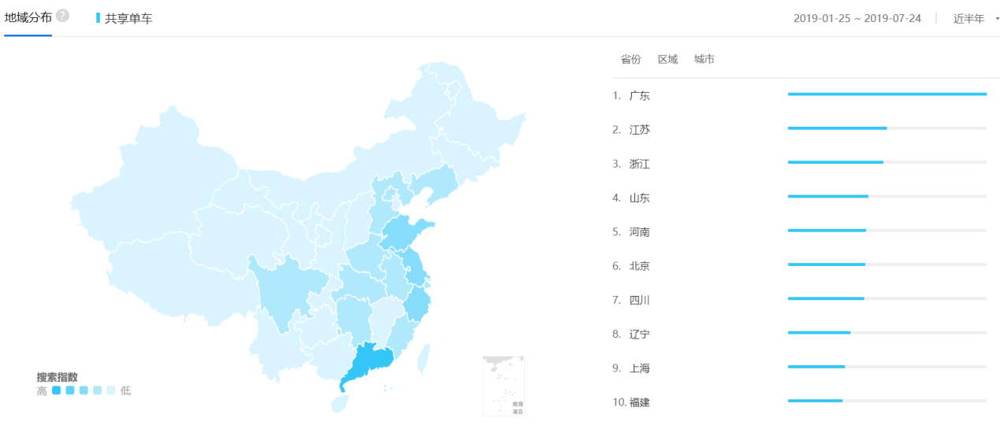 地域分布 ? 共享单车 2019-01-25 ~ 2019-07-24 近半年
省份 区域 城市
1. 广东
2. 江苏
3. 浙江
4. 山东
5. 河南
6. 北京
7. 四川
8. 辽宁
9. 上海
10. 福建
搜索指数
高 低
南海
诸岛